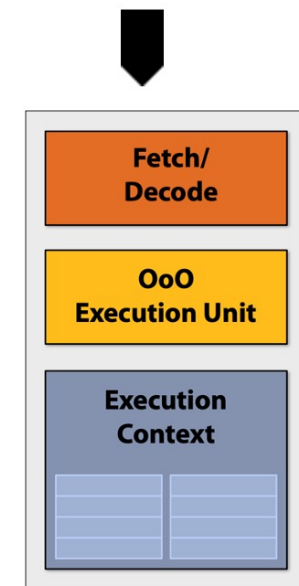 Fetch/
Decode
OoO
Execution Unit
Execution
Context